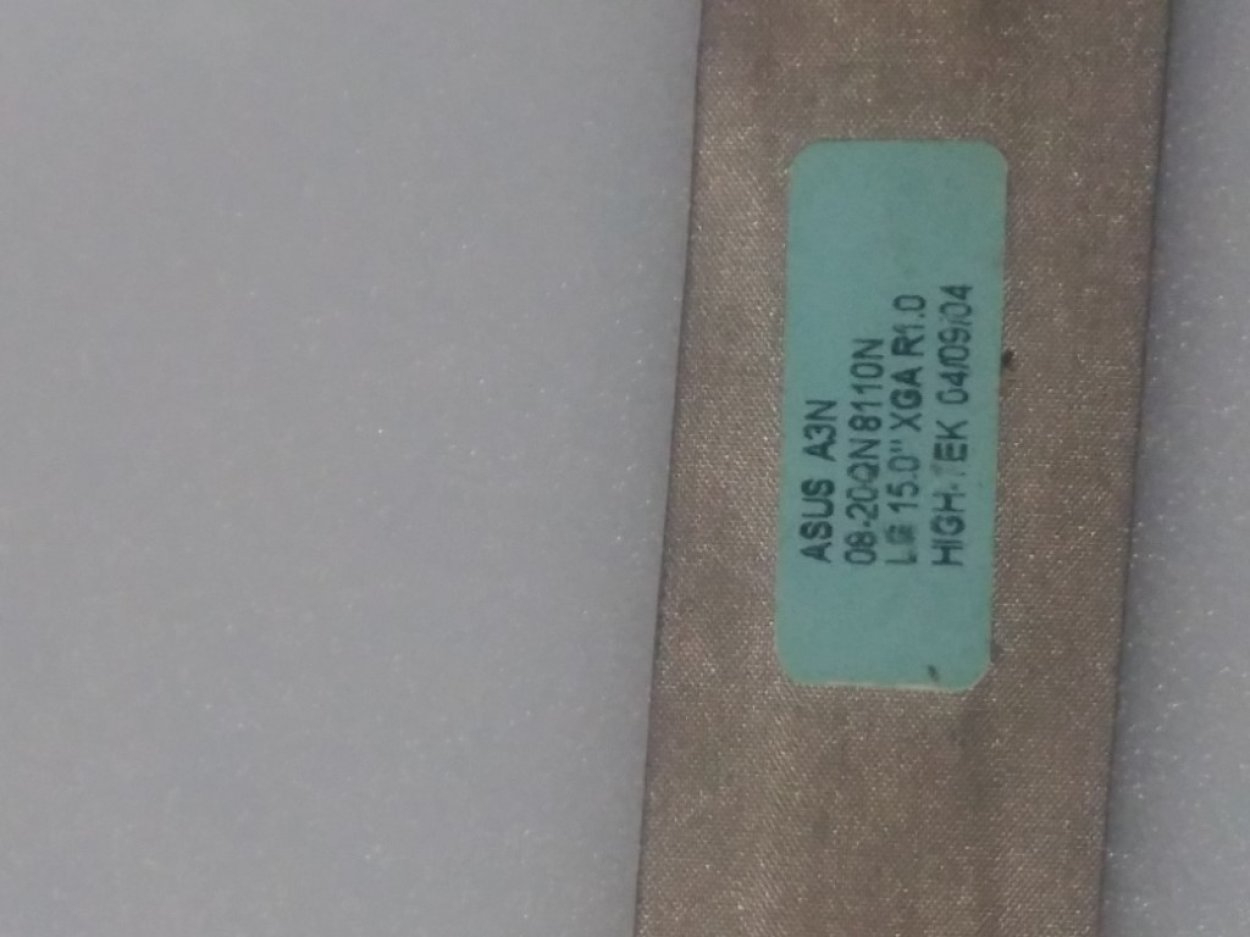 ASUS A3N
08-20QN8110N
LG 15.0" XGA R1.0
HIGH-TEK 04/09/04